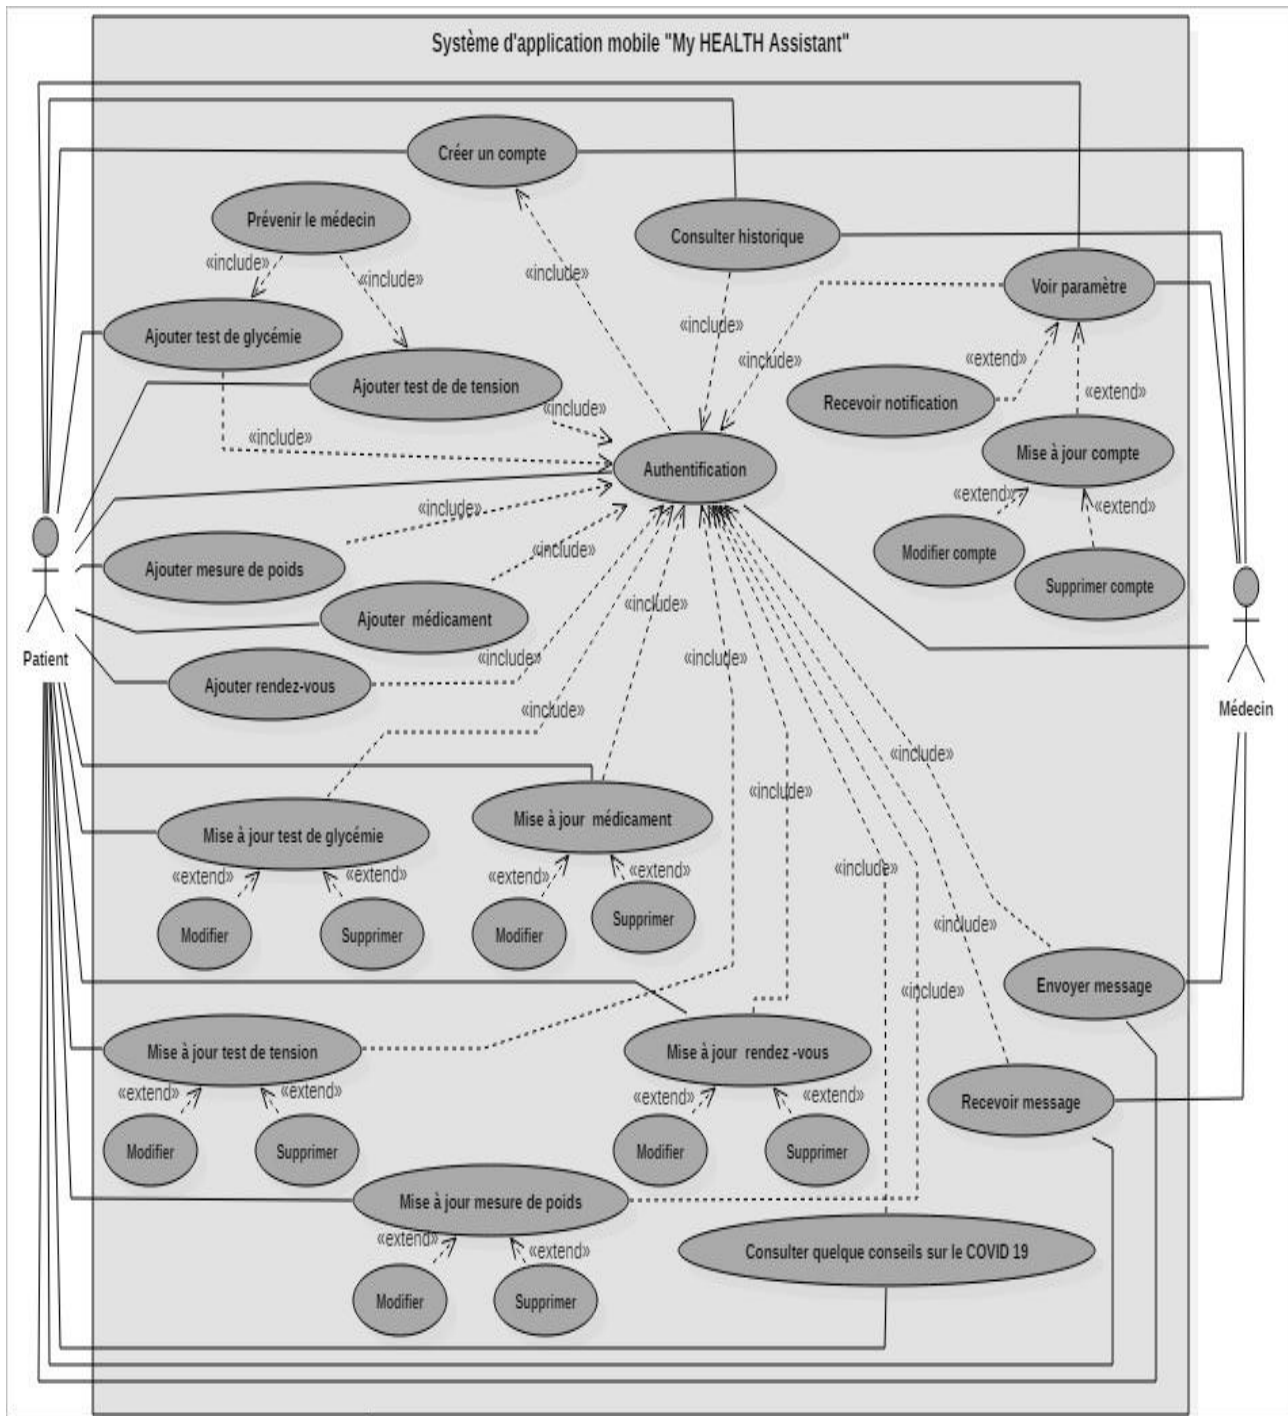 Système d'application mobile "My HEALTH Assistant"
Créer un compte
Prévenir le médecin
Consulter historique
«include»
«include»
«include»
Voir paramètre
Ajouter test de glycémie
«include»
«include»
«extend»
Ajouter test de de tension
«extend»
Recevoir notification
«include»
«include»
Mise à jour compte
Authentification
«extend»
«extend»
«include»
«include»
Modifier compte
Ajouter mesure de poids
Supprimer compte
«include»
Ajouter médicament
Patient
«include»
«include»
Ajouter rendez-vous
«include»
Médecin
«include»
«include»
Mise à jour médicament
Mise à jour test de glycémie
«include»
«extend»
«extend»
«extend»
«extend»
Modifier
Supprimer
Modifier
Supprimer
«include»
«include»
Envoyer message
Mise à jour test de tension
Mise à jour rendez -vous
«extend»
«extend»
«extend»
«extend»
Recevoir message
Modifier
Supprimer
Modifier
Supprimer
Mise à jour mesure de poids
«extend»
«extend»
Consulter quelque conseils sur le COVID 19
Modifier
Supprimer